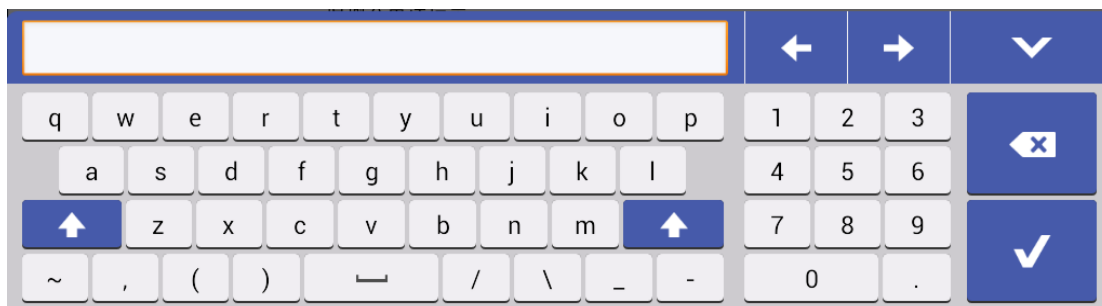 q w e r t y u i o p 1 2 3
a s d f g h j k l 4 5 6
z x c v b n m 7 8 9
~ , ( ) / \ _ - 0 .